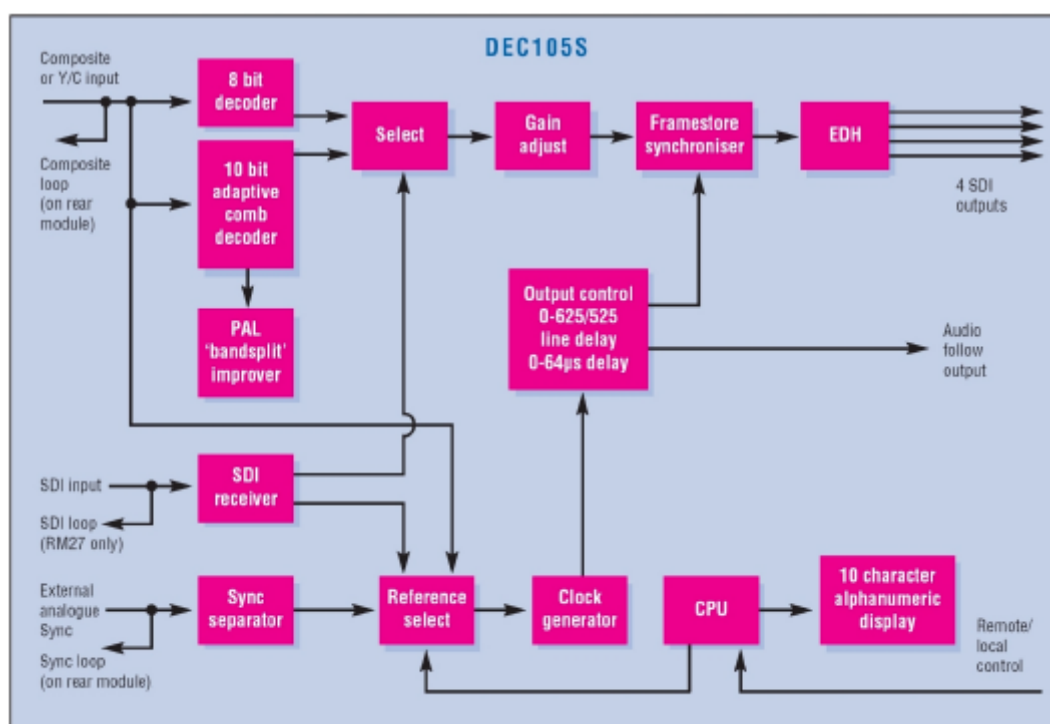 DEC105S
Composite
or Y/C input
8 bit
decoder
Select
Gain
adjust
Framestore
synchroniser
EDH
Composite
loop
(on rear
module)
10 bit
adaptive
comb
decoder
4 SDI
outputs
PAL
‘bandsplit’
improver
Output control
0-625/525
line delay
0-64µs delay
Audio
follow
output
SDI input
SDI
receiver
SDI loop
(RM27 only)
External
analogue
Sync
Sync
separator
Reference
select
Clock
generator
CPU
10 character
alphanumeric
display
Sync loop
(on rear module)
Remote/
local
control